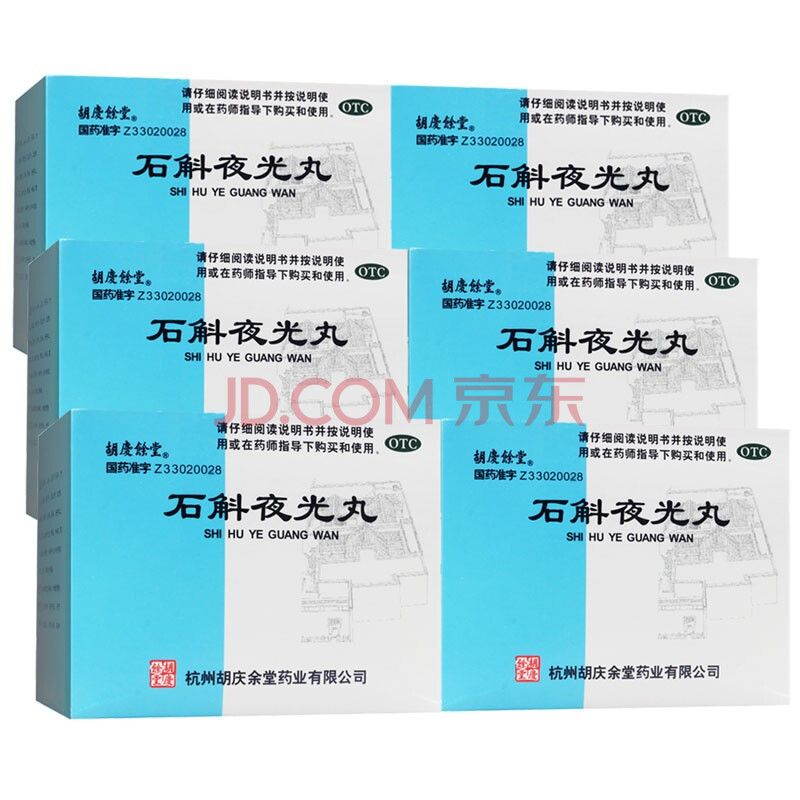 胡庆余堂®
国药准字 Z33020028
请仔细阅读说明书并按说明使
用或在药师指导下购买和使用。
OTC
石斛夜光丸
SHI HU YE GUANG WAN
请仔细阅读说明书并按说明使
用或在药师指导下购买和使用。
OTC
胡慶餘堂®
国药准字 Z33020028
石斛夜光丸
SHI HU YE GUANG WAN
胡慶餘堂®
国药准字 Z33020028
请仔细阅读说明书并按说明使
用或在药师指导下购买和使用。
OTC
石斛夜光丸
SHI HU YE GUANG WAN
胡慶餘堂®
国药准字 Z33020028
请仔细阅读说明书并按说明使
用或在药师指导下购买和使用。
OTC
石斛夜光丸
SHI HU YE GUANG WAN
JD.COM 京东
胡慶餘堂®
国药准字 Z33020028
请仔细阅读说明书并按说明使
用或在药师指导下购买和使用。
OTC
石斛夜光丸
SHI HU YE GUANG WAN
胡慶餘堂
杭州胡庆余堂药业有限公司
胡慶餘堂®
国药准字 Z33020028
请仔细阅读说明书并按说明使
用或在药师指导下购买和使用。
OTC
石斛夜光丸
SHI HU YE GUANG WAN
胡慶餘堂
杭州胡庆余堂药业有限公司